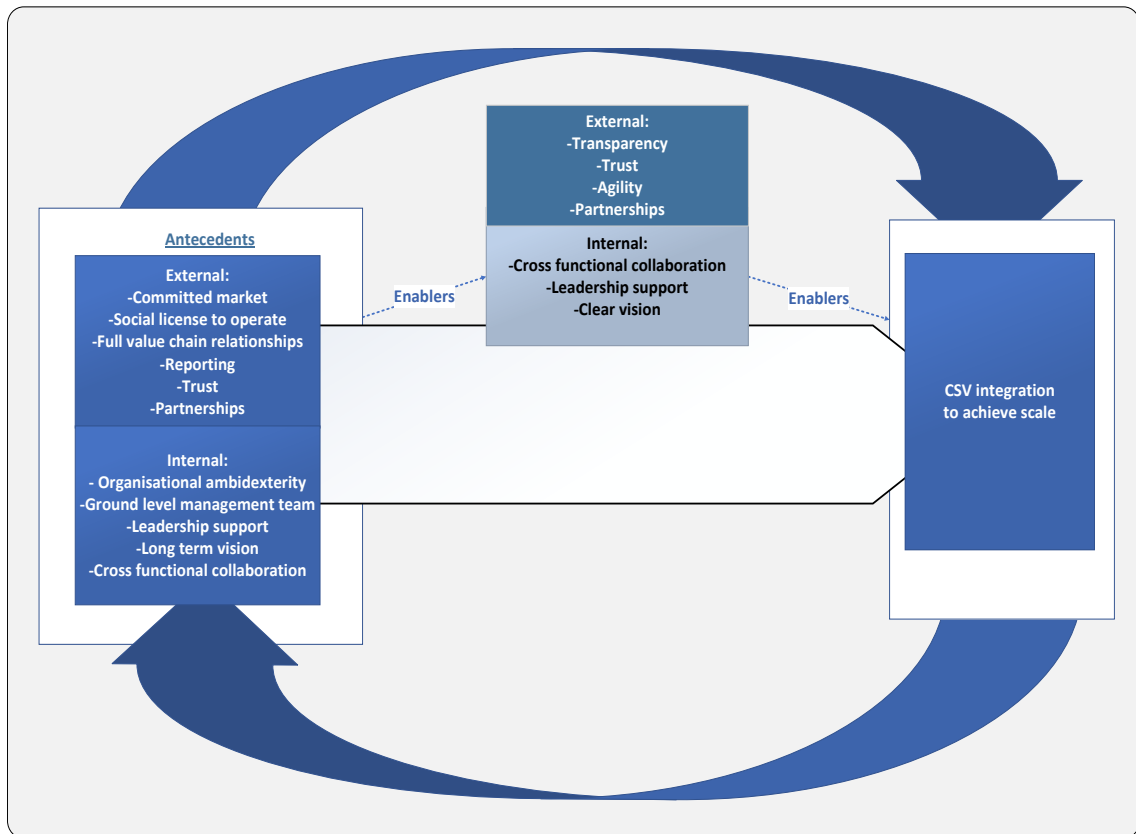 Antecedents
External:
-Committed market
-Social license to operate
-Full value chain relationships
-Reporting
-Trust
-Partnerships
Internal:
- Organisational ambidexterity
-Ground level management team
-Leadership support
-Long term vision
-Cross functional collaboration
Enablers
External:
-Transparency
-Trust
-Agility
-Partnerships
Internal:
-Cross functional collaboration
-Leadership support
-Clear vision
Enablers
CSV integration
to achieve scale